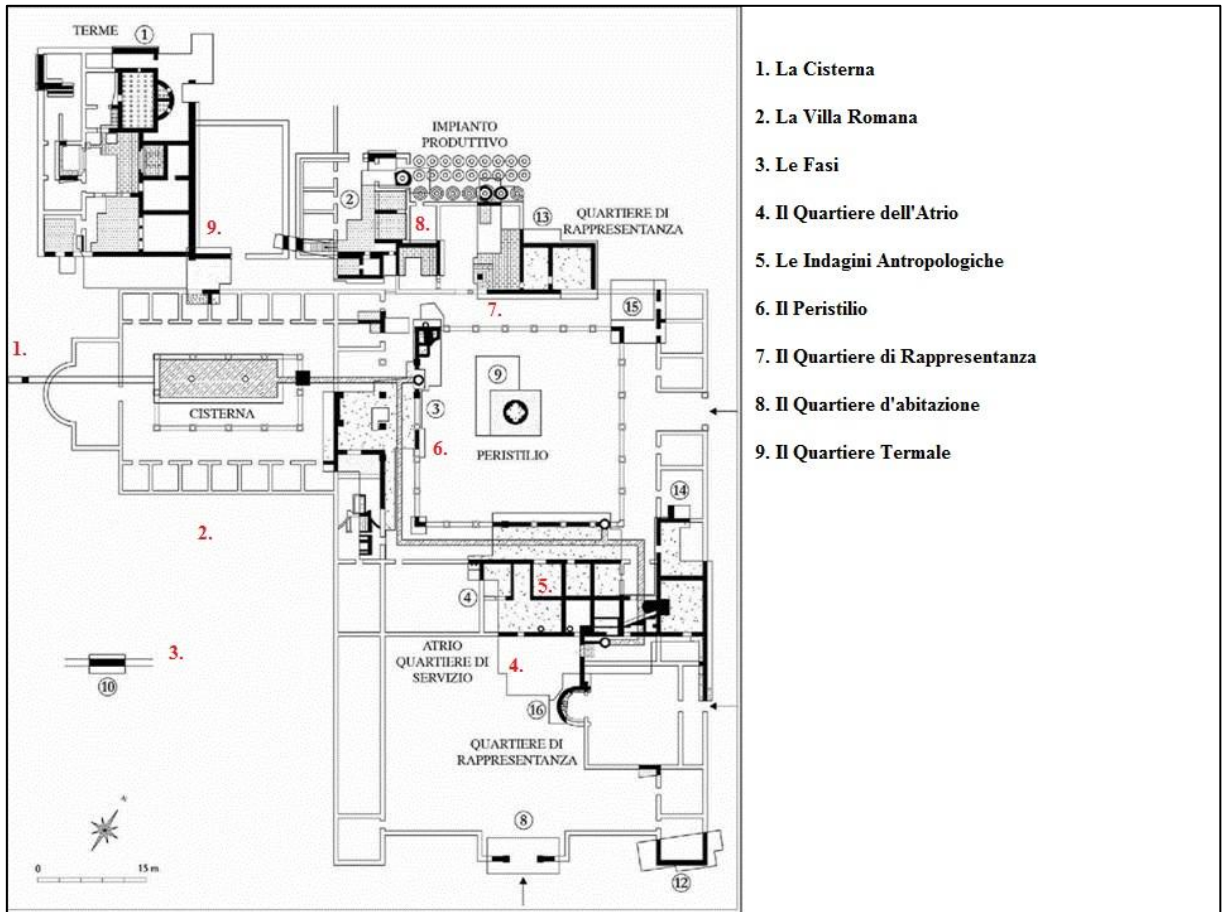 TERME
1
IMPIANTO
PRODUTTIVO
2
8.
13
QUARTIERE DI
RAPPRESENTANZA
9.
7.
15
1.
9
CISTERNA
3
6.
PERISTILIO
14
2.
5.
4
ATRIO
QUARTIERE DI
SERVIZIO
4.
3.
10
16
QUARTIERE DI
RAPPRESENTANZA
8
0
15 m
12
1. La Cisterna
2. La Villa Romana
3. Le Fasi
4. Il Quartiere dell'Atrio
5. Le Indagini Antropologiche
6. Il Peristilio
7. Il Quartiere di Rappresentanza
8. Il Quartiere d'abitazione
9. Il Quartiere Termale